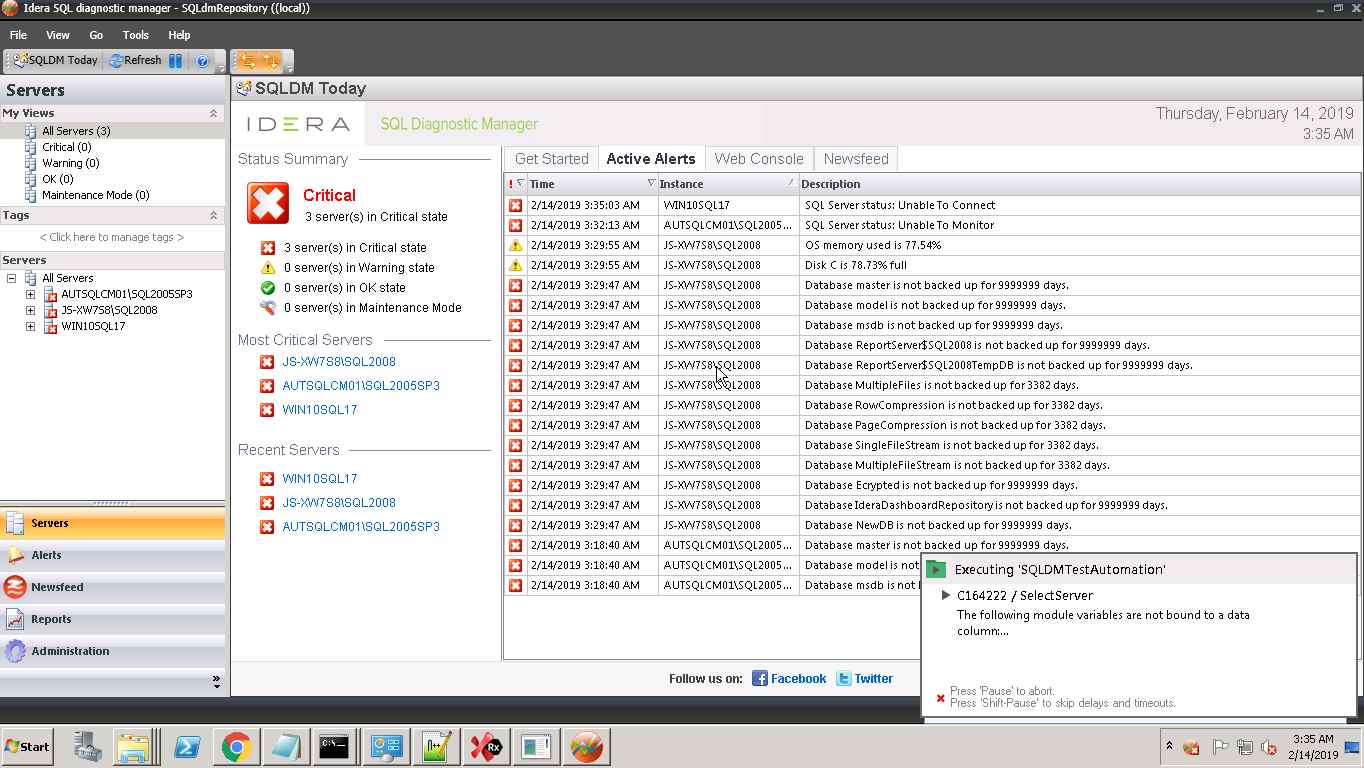 Idera SQL diagnostic manager - SQLdmRepository ((local))
File View Go Tools Help
SQLDM Today Refresh
Servers
My Views
All Servers (3)
Critical (0)
Warning (0)
OK (0)
Maintenance Mode (0)
Tags
< Click here to manage tags >
Servers
All Servers
AUTSQLCM01\SQL2005SP3
JS-XW7S8\SQL2008
WIN10SQL17
Servers
Alerts
Newsfeed
Reports
Administration
SQLDM Today
IDERA SQL Diagnostic Manager
Thursday, February 14, 2019
3:35 AM
Status Summary
Critical
3 server(s) in Critical state
3 server(s) in Critical state
0 server(s) in Warning state
0 server(s) in OK state
0 server(s) in Maintenance Mode
Most Critical Servers
JS-XW7S8\SQL2008
AUTSQLCM01\SQL2005SP3
WIN10SQL17
Recent Servers
WIN10SQL17
JS-XW7S8\SQL2008
AUTSQLCM01\SQL2005SP3
Get Started Active Alerts Web Console Newsfeed
! Time Instance Description
2/14/2019 3:35:03 AM WIN10SQL17 SQL Server status: Unable To Connect
2/14/2019 3:32:13 AM AUTSQLCM01\SQL2005... SQL Server status: Unable To Monitor
2/14/2019 3:29:55 AM JS-XW7S8\SQL2008 OS memory used is 77.54%
2/14/2019 3:29:55 AM JS-XW7S8\SQL2008 Disk C is 78.73% full
2/14/2019 3:29:47 AM JS-XW7S8\SQL2008 Database master is not backed up for 9999999 days.
2/14/2019 3:29:47 AM JS-XW7S8\SQL2008 Database model is not backed up for 9999999 days.
2/14/2019 3:29:47 AM JS-XW7S8\SQL2008 Database msdb is not backed up for 9999999 days.
2/14/2019 3:29:47 AM JS-XW7S8\SQL2008 Database ReportServer$SQL2008 is not backed up for 9999999 days.
2/14/2019 3:29:47 AM JS-XW7S8\SQL2008 Database ReportServer$SQL2008TempDB is not backed up for 9999999 days.
2/14/2019 3:29:47 AM JS-XW7S8\SQL2008 Database MultipleFiles is not backed up for 3382 days.
2/14/2019 3:29:47 AM JS-XW7S8\SQL2008 Database RowCompression is not backed up for 3382 days.
2/14/2019 3:29:47 AM JS-XW7S8\SQL2008 Database PageCompression is not backed up for 3382 days.
2/14/2019 3:29:47 AM JS-XW7S8\SQL2008 Database SingleFileStream is not backed up for 3382 days.
2/14/2019 3:29:47 AM JS-XW7S8\SQL2008 Database MultipleFileStream is not backed up for 3382 days.
2/14/2019 3:29:47 AM JS-XW7S8\SQL2008 Database Ecrypted is not backed up for 9999999 days.
2/14/2019 3:29:47 AM JS-XW7S8\SQL2008 Database IderaDashboardRepository is not backed up for 9999999 days.
2/14/2019 3:29:47 AM JS-XW7S8\SQL2008 Database NewDB is not backed up for 9999999 days.
2/14/2019 3:18:40 AM AUTSQLCM01\SQL2005... Database master is not backed up for 9999999 days.
2/14/2019 3:18:40 AM AUTSQLCM01\SQL2005... Database model is not
2/14/2019 3:18:40 AM AUTSQLCM01\SQL2005... Database msdb is not
Follow us on: Facebook Twitter
Executing 'SQLDMTestAutomation'
C164222 / SelectServer
The following module variables are not bound to a data
column:...
Press 'Pause' to abort.
Press 'Shift-Pause' to skip delays and timeouts.
Start
3:35 AM
2/14/2019